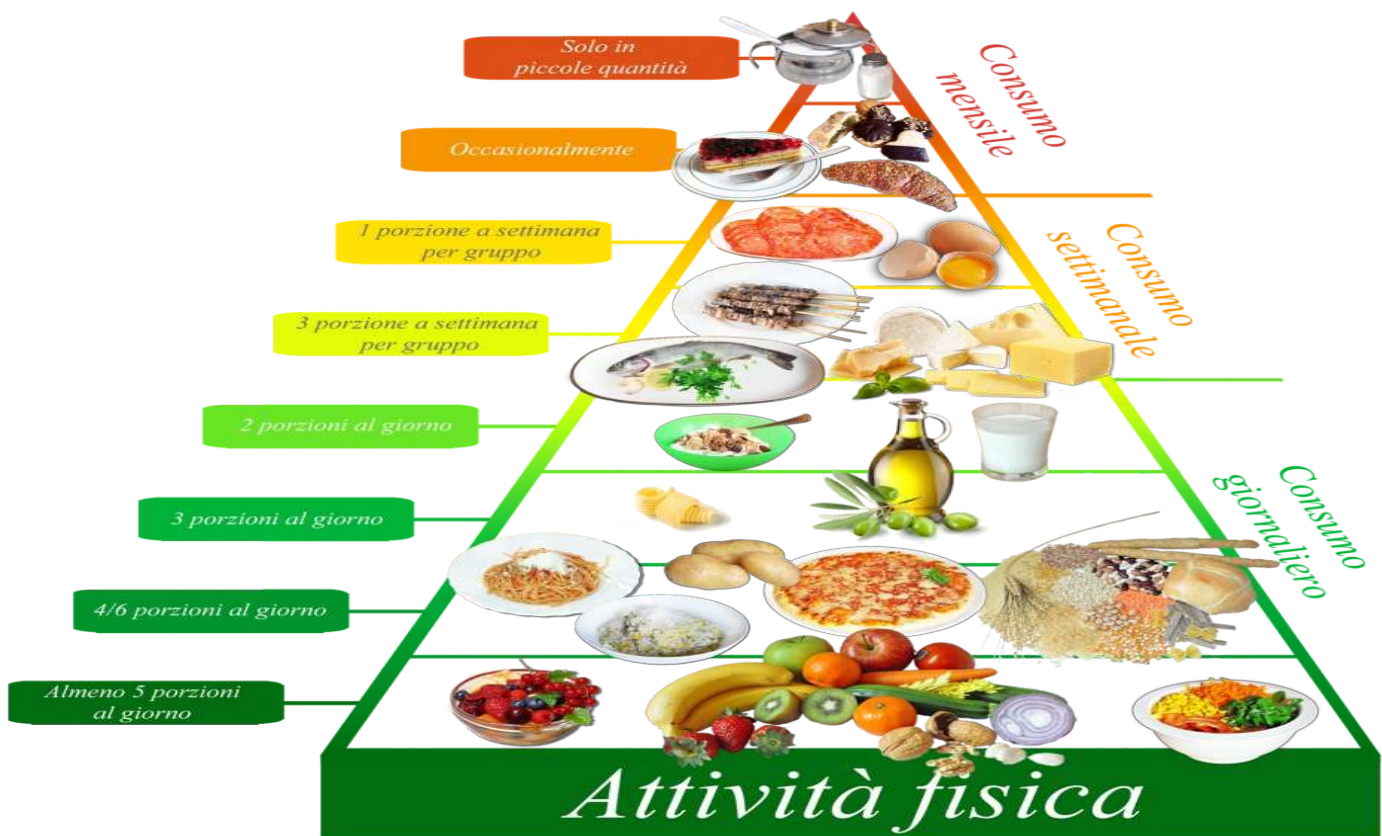 Solo in
piccole quantità
Consumo
mensile
Occasionalmente
1 porzione a settimana
per gruppo
Consumo
settimanale
3 porzione a settimana
per gruppo
2 porzioni al giorno
3 porzioni al giorno
Consumo
giornaliero
4/6 porzioni al giorno
Almeno 5 porzioni
al giorno
Attività fisica